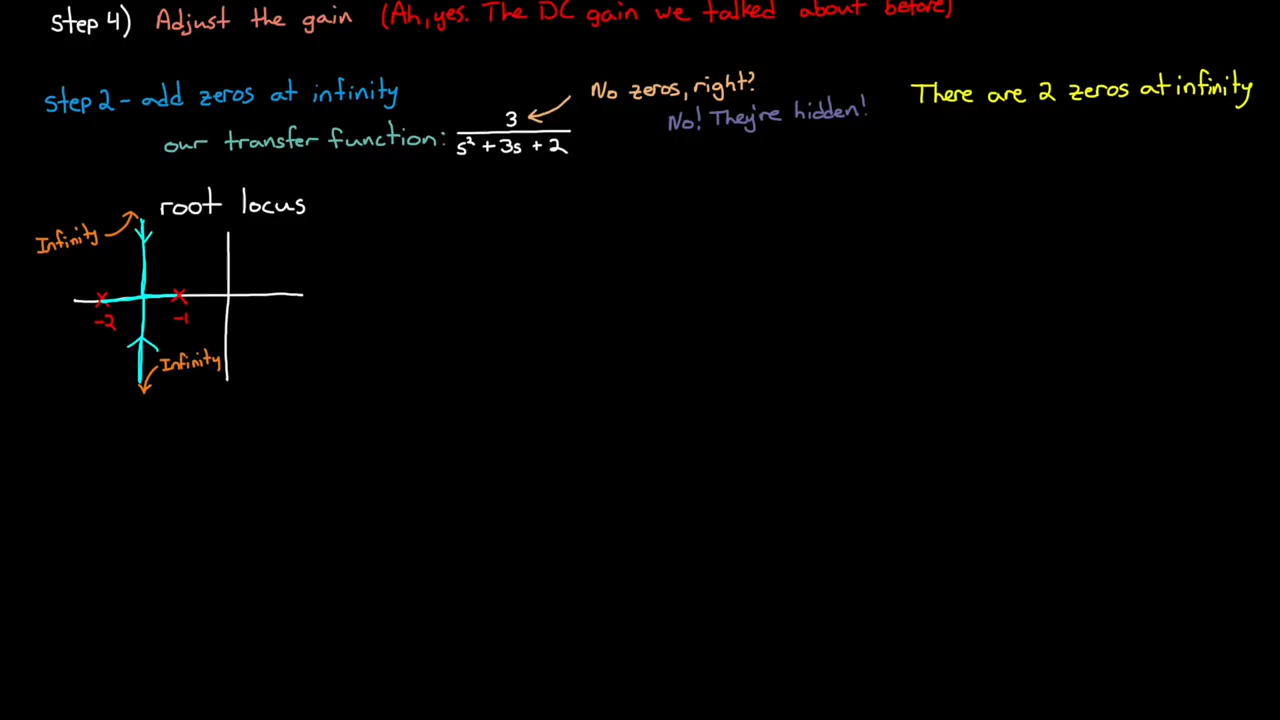 Step 4) Adjust the gain (Ah, yes. The DC gain we talked about before)
step 2 - add zeros at infinity
No zeros, right?
No! They're hidden!
There are 2 zeros at infinity
our transfer function: 3
s² + 3s + 2
root locus
Infinity
-2 -1
Infinity